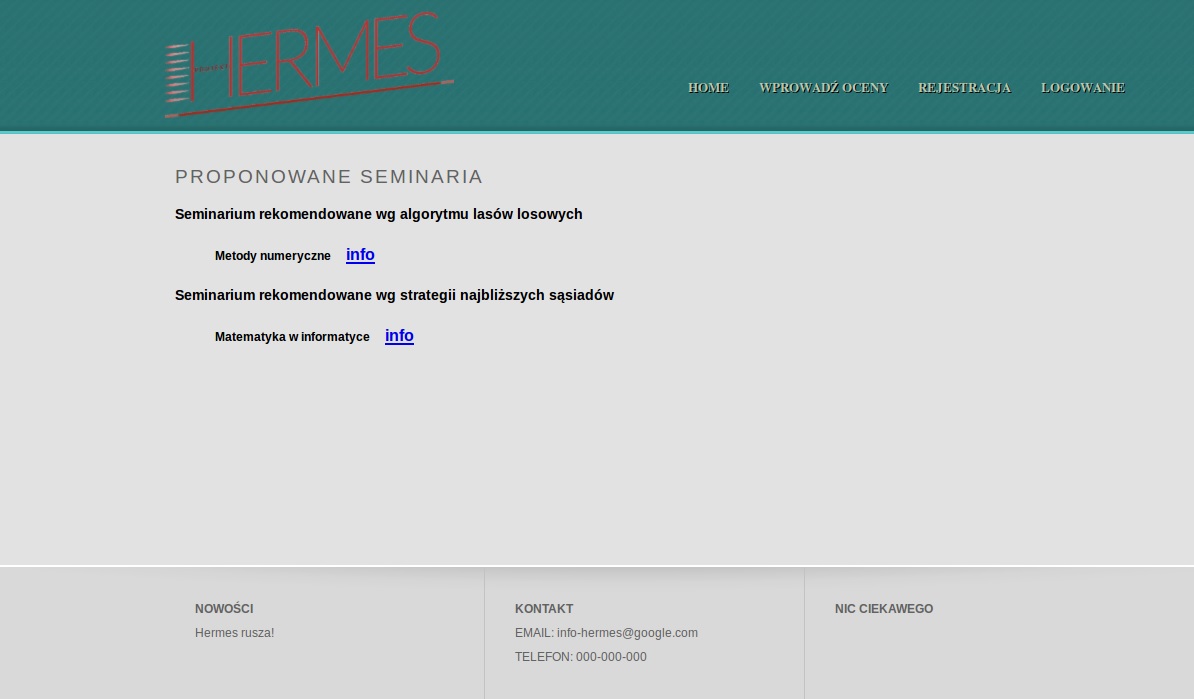 HERMES
HOME WPROWADŹ OCENY REJESTRACJA LOGOWANIE
PROPONOWANE SEMINARIA
Seminarium rekomendowane wg algorytmu lasów losowych
Metody numeryczne info
Seminarium rekomendowane wg strategii najbliższych sąsiadów
Matematyka w informatyce info
NOWOŚCI
Hermes rusza!
KONTAKT
EMAIL: info-hermes@google.com
TELEFON: 000-000-000
NIC CIEKAWEGO